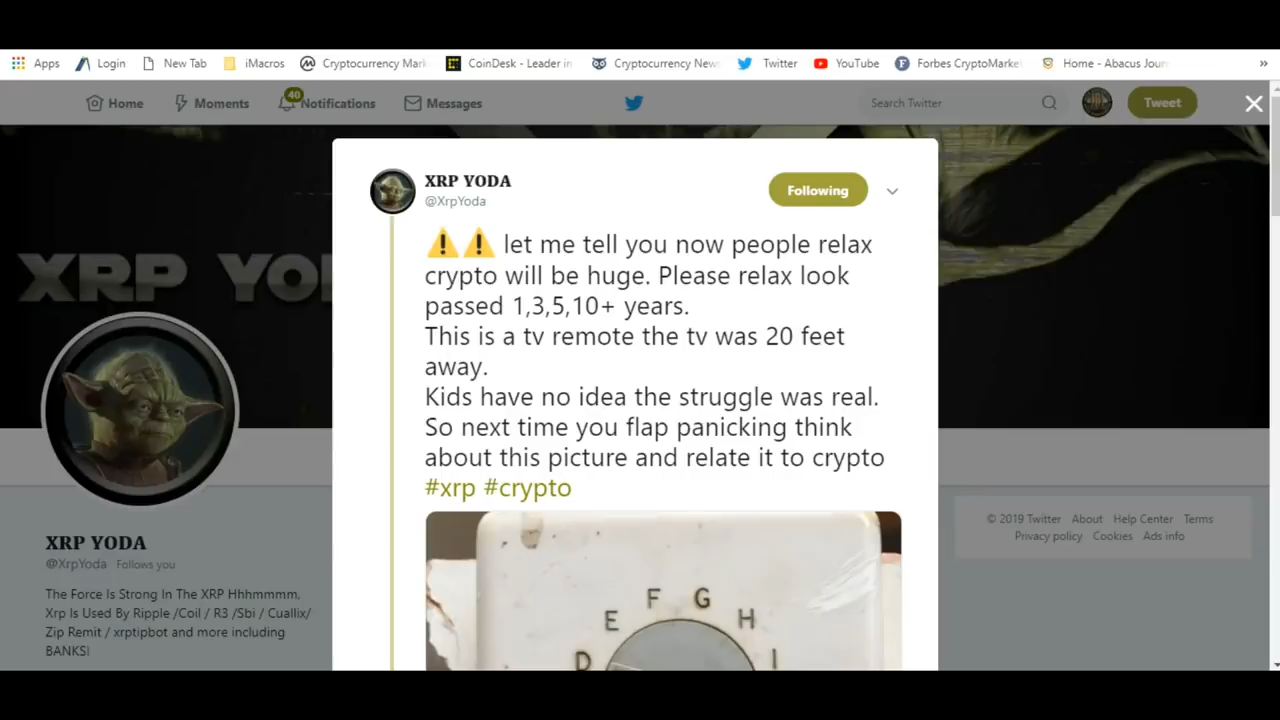 Apps Login New Tab iMacros Cryptocurrency Mark CoinDesk - Leader in Cryptocurrency News Twitter YouTube Forbes CryptoMarke Home - Abacus Jour »
Home Moments 40 Notifications Messages Search Twitter Tweet
XRP YODA
@XrpYoda
Following
⚠️⚠️ let me tell you now people relax
crypto will be huge. Please relax look
passed 1,3,5,10+ years.
This is a tv remote the tv was 20 feet
away.
Kids have no idea the struggle was real.
So next time you flap panicking think
about this picture and relate it to crypto
#xrp #crypto
D E F G H I
XRP YO
XRP YODA
@XrpYoda Follows you
The Force Is Strong In The XRP Hhhmmmm,
Xrp Is Used By Ripple /Coil / R3 /Sbi / Cuallix/
Zip Remit / xrptipbot and more including
BANKS!
© 2019 Twitter About Help Center Terms
Privacy policy Cookies Ads info